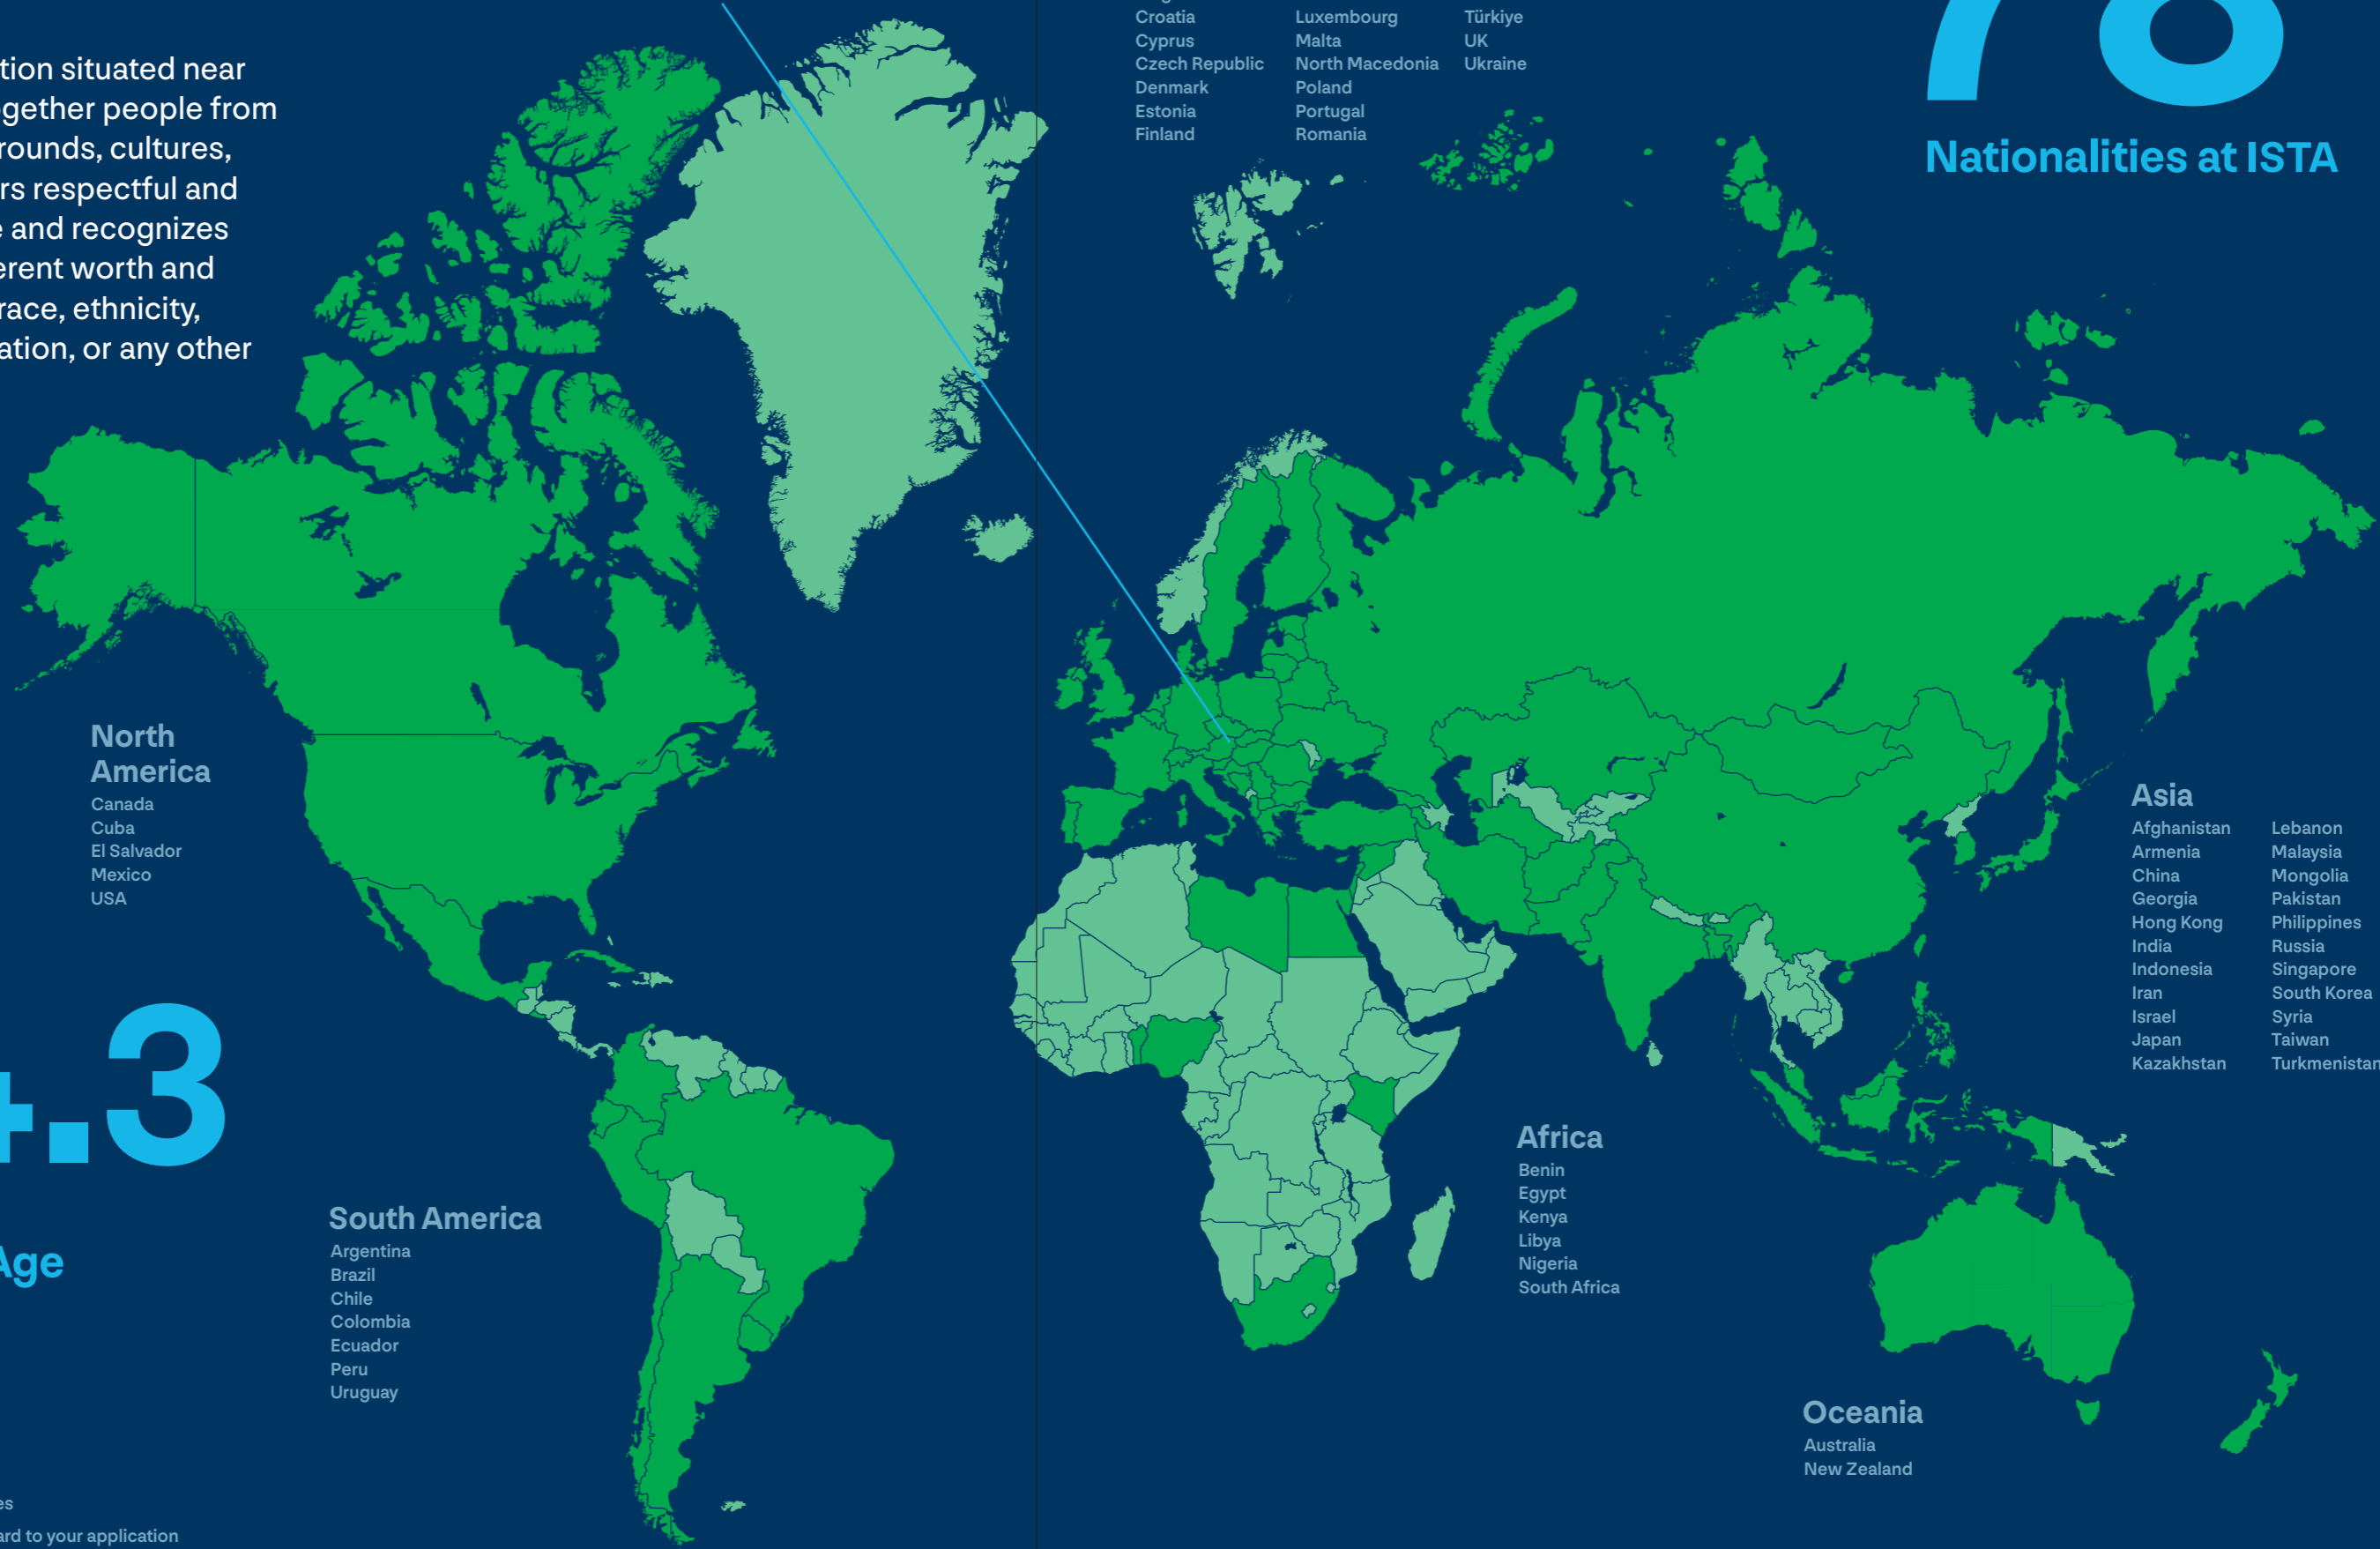 tion situated near
gether people from
rounds, cultures,
rs respectful and
e and recognizes
erent worth and
race, ethnicity,
ation, or any other
Croatia
Cyprus
Czech Republic
Denmark
Estonia
Finland
Luxembourg
Malta
North Macedonia
Poland
Portugal
Romania
Türkiye
UK
Ukraine
78
Nationalities at ISTA
North
America
Canada
Cuba
El Salvador
Mexico
USA
4.3
Age
South America
Argentina
Brazil
Chile
Colombia
Ecuador
Peru
Uruguay
Africa
Benin
Egypt
Kenya
Libya
Nigeria
South Africa
Asia
Afghanistan
Armenia
China
Georgia
Hong Kong
India
Indonesia
Iran
Israel
Japan
Kazakhstan
Lebanon
Malaysia
Mongolia
Pakistan
Philippines
Russia
Singapore
South Korea
Syria
Taiwan
Turkmenistan
Oceania
Australia
New Zealand
es
ard to your application